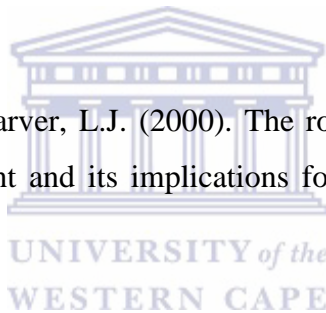 arver, L.J. (2000). The ro
nt and its implications fo
UNIVERSITY of the
WESTERN CAPE